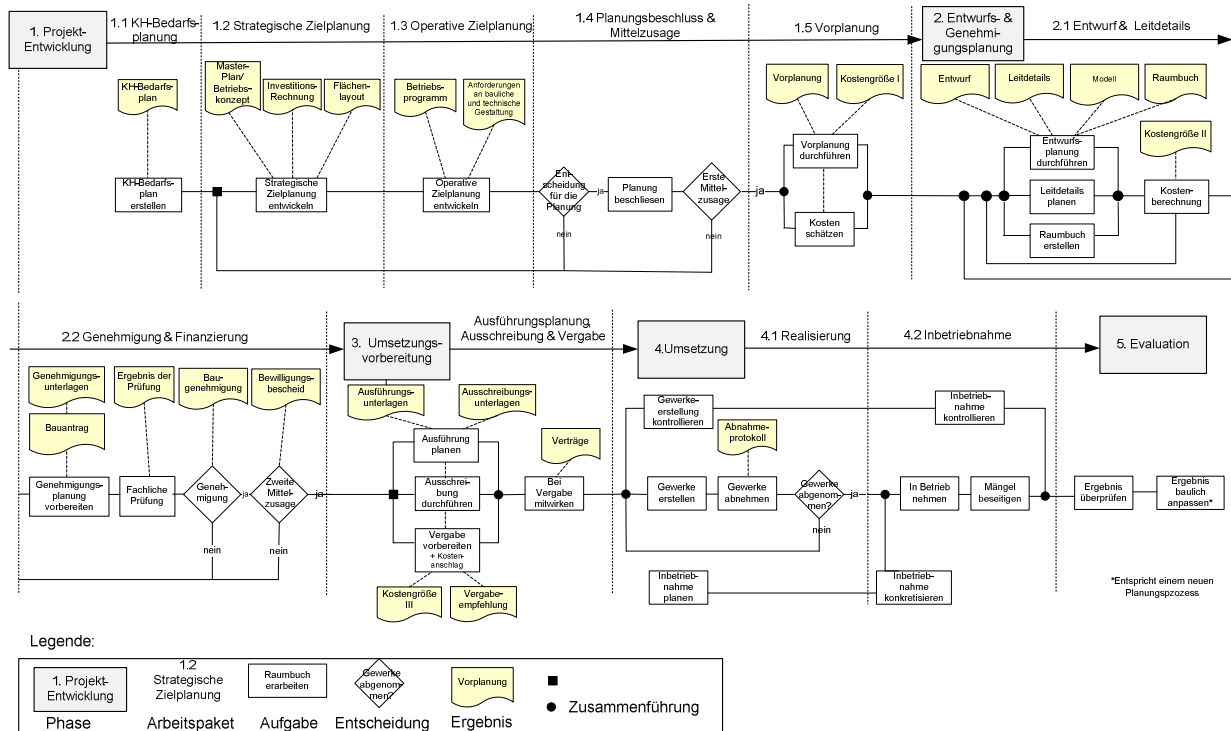 1. Projekt-
Entwicklung
1.1 KH-Bedarfs-
planung
1.2 Strategische Zielplanung
1.3 Operative Zielplanung
1.4 Planungsbeschluss &
Mittelzusage
1.5 Vorplanung
2. Entwurfs- &
Genehm-
igungsplanung
2.1 Entwurf & Leitdetails
KH-Bedarfs-
plan
Master-
Plan/
Betriebs-
konzept
Investitions-
Rechnung
Flächen-
layout
Betriebs-
programm
Anforderungen
an bauliche
und technische
Gestaltung
Vorplanung
Kostengröße I
Entwurf
Leitdetails
Modell
Raumbuch
Kostengröße II
KH-Bedarfs-
plan
erstellen
Strategische
Zielplanung
entwickeln
Operative
Zielplanung
entwickeln
Ent-
scheidung
für die
Planung
ja
nein
Planung
beschliesen
Erste
Mittel-
zusage
ja
nein
Vorplanung
durchführen
Kosten
schätzen
Entwurfs-
planung
durchführen
Leitdetails
planen
Raumbuch
erstellen
Kosten-
berechnung
2.2 Genehmigung & Finanzierung
3. Umsetzungs-
vorbereitung
Ausführungsplanung,
Ausschreibung & Vergabe
4.Umsetzung
4.1 Realisierung
4.2 Inbetriebnahme
5. Evaluation
Genehmigungs-
unterlagen
Bauantrag
Ergebnis der
Prüfung
Bau-
genehmigung
Bewilligungs-
bescheid
Genehmigungs-
planung
vorbereiten
Fachliche
Prüfung
Geneh-
migung
ja
nein
Zweite
Mittel-
zusage
ja
nein
Ausführungs-
unterlagen
Ausschreibungs-
unterlagen
Ausführung
planen
Ausschrei-
bung
durchführen
Vergabe
vorbereiten
+ Kosten-
anschlag
Kostengröße
III
Vergabe-
empfehlung
Verträge
Bei
Vergabe
mitwirken
Gewerke-
erstellung
kontrollieren
Abnahme-
protokoll
Gewerke
erstellen
Gewerke
abnehmen
Gewerke
abgenom-
men?
ja
nein
Inbetrieb-
nahme
planen
Inbetrieb-
nahme
kontrollieren
In Betrieb
nehmen
Mängel
beseitigen
Inbetrieb-
nahme
konkretisieren
Ergebnis
überprüfen
Ergebnis
baulich
anpassen*
*Entspricht einem neuen
Planungspozess
Legende:
1. Projekt-
Entwicklung
Phase
1.2
Strategische
Zielplanung
Arbeitspaket
Raumbuch
erarbeiten
Aufgabe
Gewerke
abgenom-
men?
Entscheidung
Vorplanung
Ergebnis
Zusammenführung